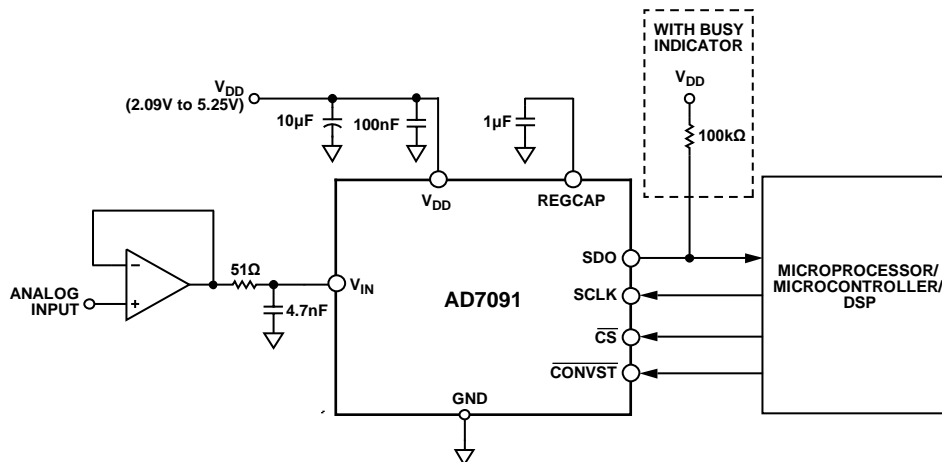 WITH BUSY
INDICATOR
VDD
100kΩ
VDD
(2.09V to 5.25V)
10µF
100nF
1µF
VDD
REGCAP
ANALOG
INPUT
−
+
51Ω
4.7nF
VIN
AD7091
SDO
SCLK
CS
CONVST
GND
MICROPROCESSOR/
MICROCONTROLLER/
DSP